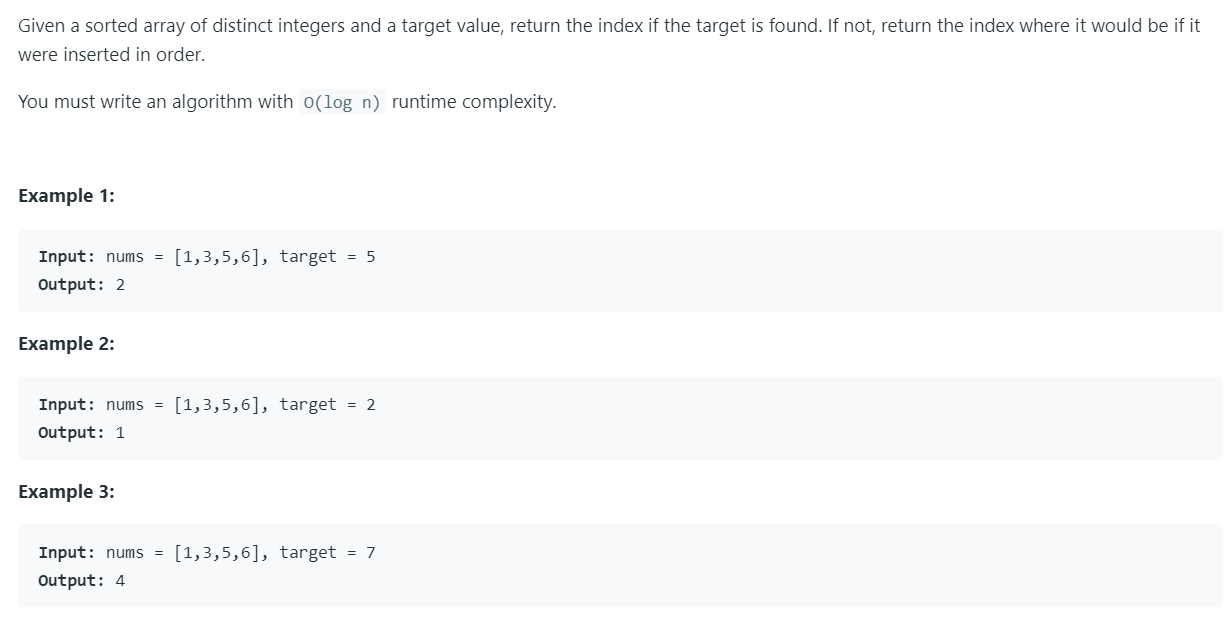 Given a sorted array of distinct integers and a target value, return the index if the target is found. If not, return the index where it would be if it
were inserted in order.
You must write an algorithm with O(log n) runtime complexity.
Example 1:
Input: nums = [1,3,5,6], target = 5
Output: 2
Example 2:
Input: nums = [1,3,5,6], target = 2
Output: 1
Example 3:
Input: nums = [1,3,5,6], target = 7
Output: 4